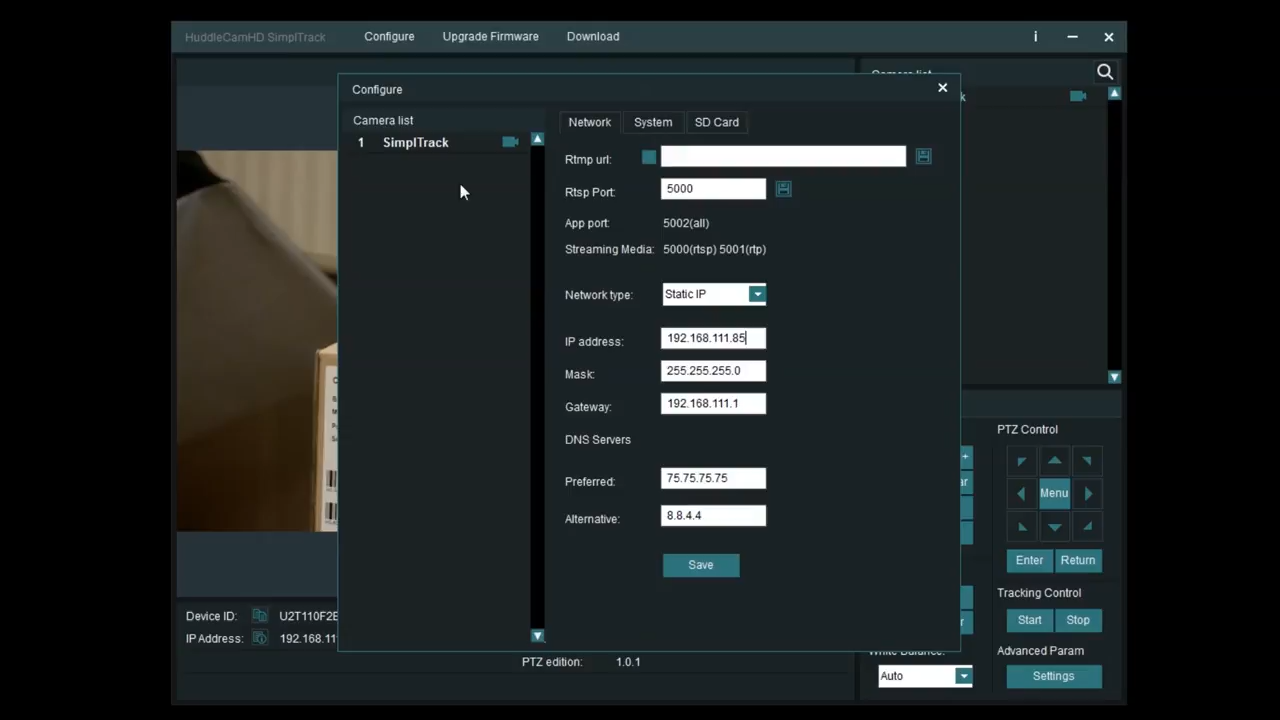 HuddleCamHD SimplTrack Configure Upgrade Firmware Download i
Configure
Camera list
1 SimplTrack
Network System SD Card
Rtmp url:
Rtsp Port: 5000
App port: 5002(all)
Streaming Media: 5000(rtsp) 5001(rtp)
Network type: Static IP
IP address: 192.168.111.85
Mask: 255.255.255.0
Gateway: 192.168.111.1
DNS Servers
Preferred: 75.75.75.75
Alternative: 8.8.4.4
Save
PTZ Control
Menu
Enter Return
Tracking Control
Start Stop
Advanced Param
Auto Settings
Device ID: U2T110F2
IP Address: 192.168.11
PTZ edition: 1.0.1